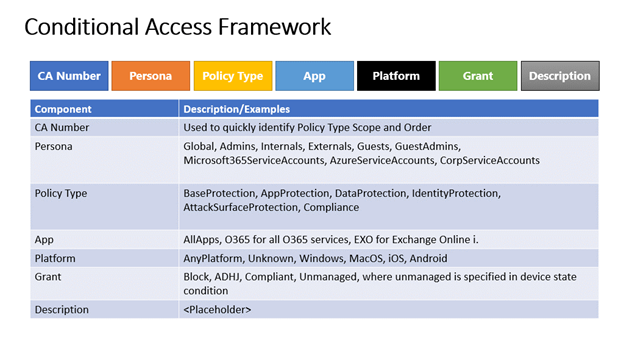 Conditional Access Framework
CA Number
Persona
Policy Type
App
Platform
Grant
Description
Component Description/Examples
CA Number Used to quickly identify Policy Type Scope and Order
Persona Global, Admins, Internals, Externals, Guests, GuestAdmins,
Microsoft365ServiceAccounts, AzureServiceAccounts, CorpServiceAccounts
Policy Type BaseProtection, AppProtection, DataProtection, IdentityProtection,
AttackSurfaceProtection, Compliance
App AllApps, O365 for all O365 services, EXO for Exchange Online i.
Platform AnyPlatform, Unknown, Windows, MacOS, iOS, Android
Grant Block, ADHJ, Compliant, Unmanaged, where unmanaged is specified in device state
condition
Description <Placeholder>